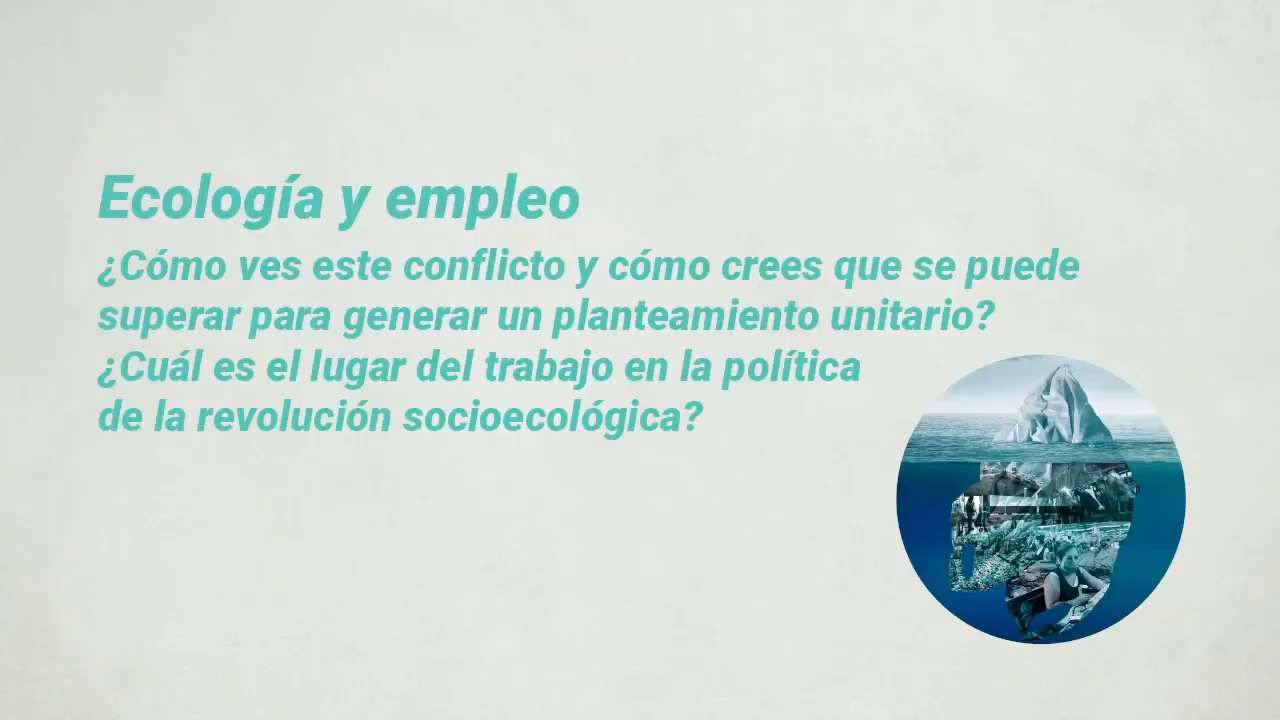 Ecología y empleo
¿Cómo ves este conflicto y cómo crees que se puede
superar para generar un planteamiento unitario?
¿Cuál es el lugar del trabajo en la política
de la revolución socioecológica?